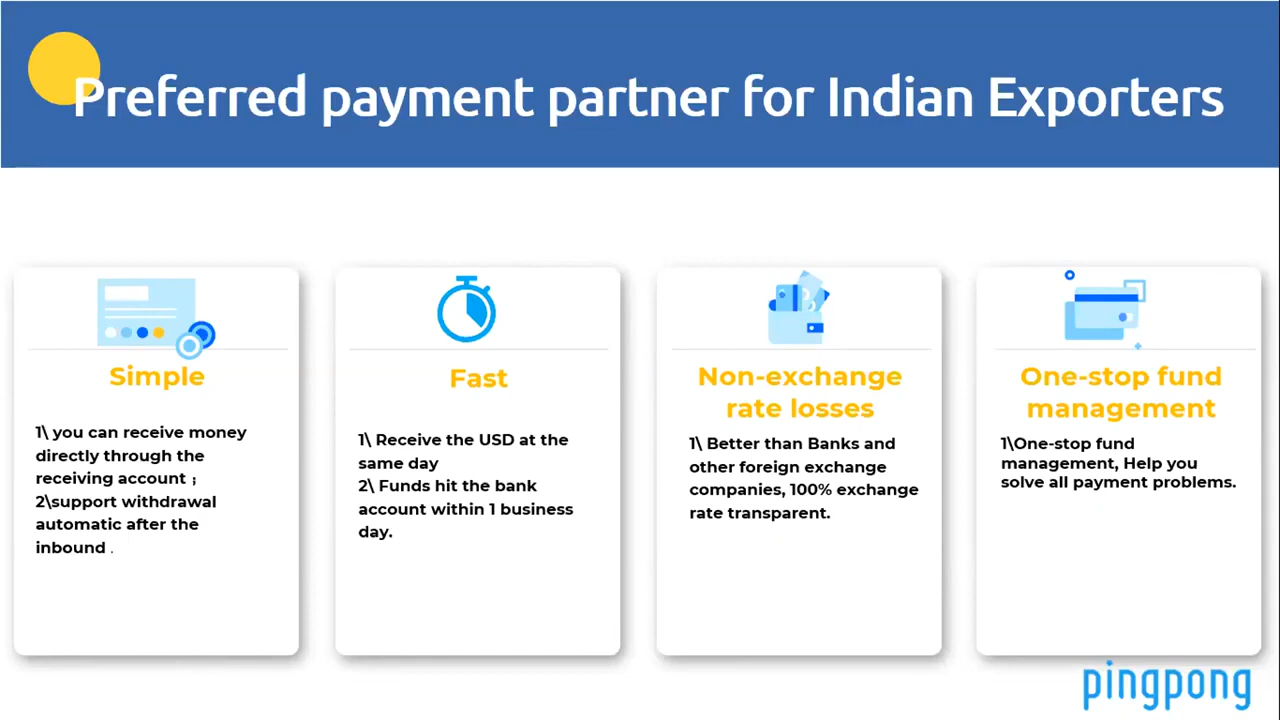 Preferred payment partner for Indian Exporters
Simple
1\ you can receive money
directly through the
receiving account ;
2\support withdrawal
automatic after the
inbound .
Fast
1\ Receive the USD at the
same day
2\ Funds hit the bank
account within 1 business
day.
Non-exchange
rate losses
1\ Better than Banks and
other foreign exchange
companies, 100% exchange
rate transparent.
One-stop fund
management
1\One-stop fund
management, Help you
solve all payment problems.
pingpong